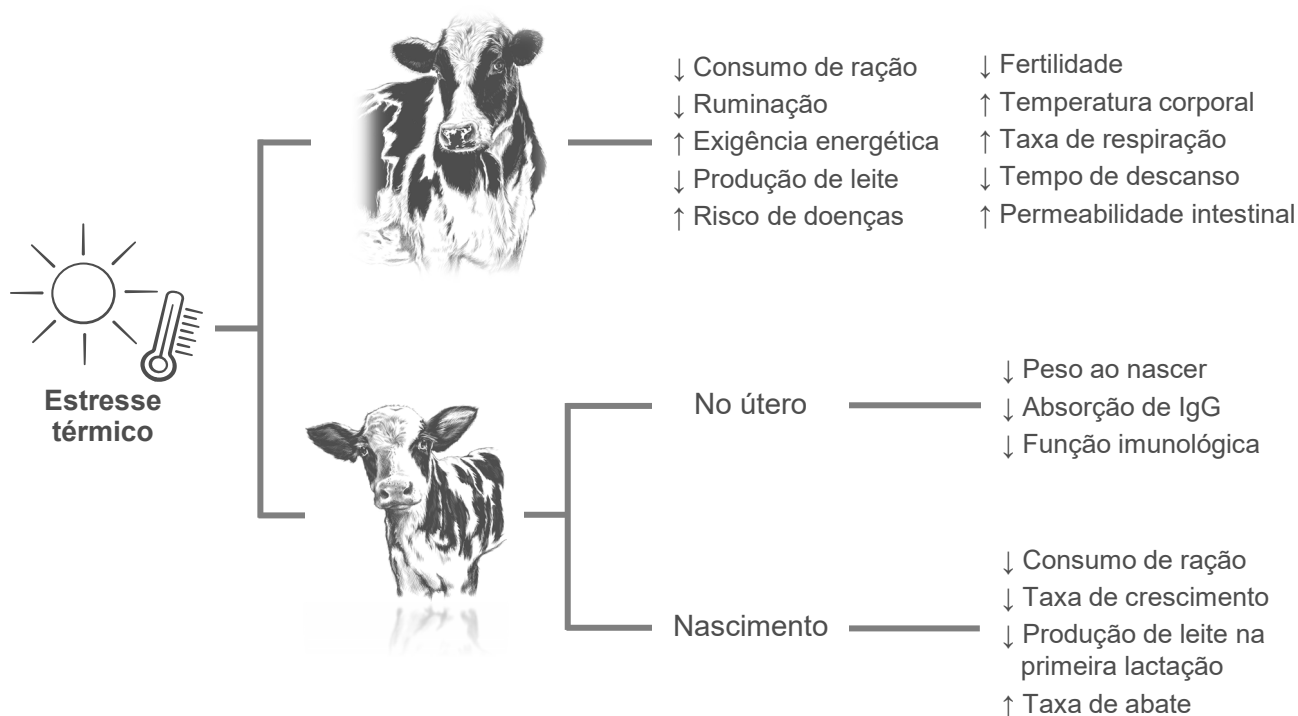 Estresse
térmico
↓ Consumo de ração
↓ Ruminação
↑ Exigência energética
↓ Produção de leite
↑ Risco de doenças
↓ Fertilidade
↑ Temperatura corporal
↑ Taxa de respiração
↓ Tempo de descanso
↑ Permeabilidade intestinal
No útero
↓ Peso ao nascer
↓ Absorção de IgG
↓ Função imunológica
Nascimento
↓ Consumo de ração
↓ Taxa de crescimento
↓ Produção de leite na
primeira lactação
↑ Taxa de abate